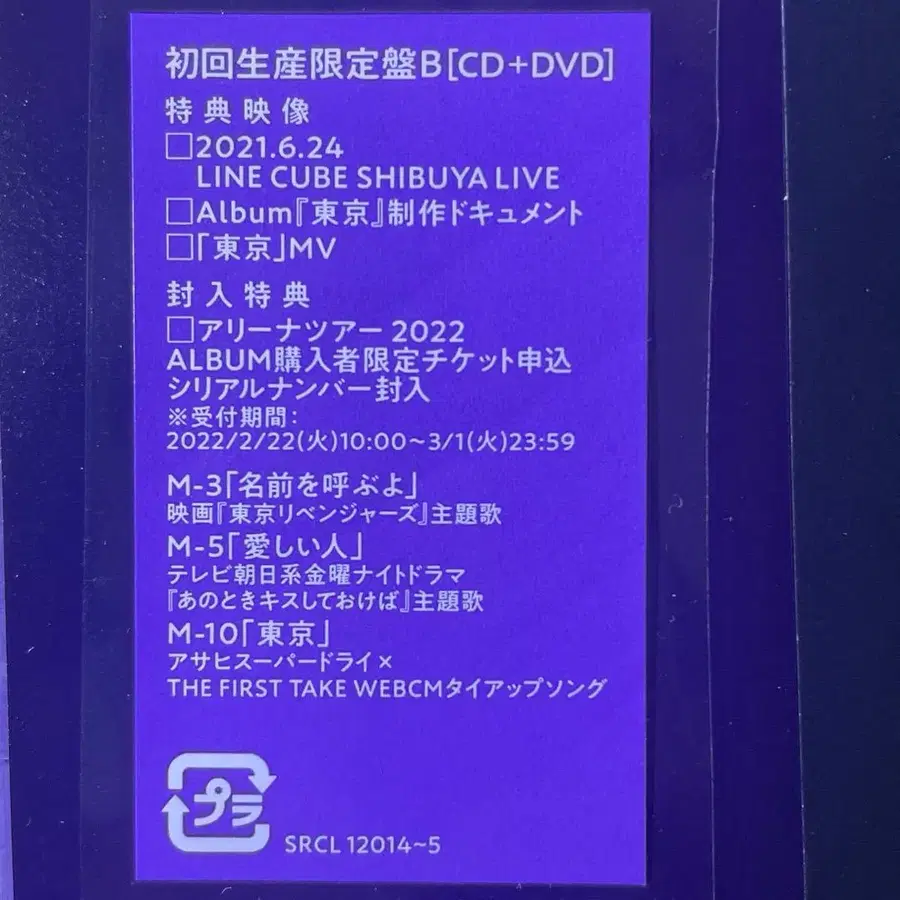 初回生産限定盤B[CD+DVD]
特典映像
□2021.6.24
LINE CUBE SHIBUYA LIVE
□Album『東京』制作ドキュメント
□「東京」MV
封入特典
□アリーナツアー 2022
ALBUM購入者限定チケット申込
シリアルナンバー封入
※受付期間:
2022/2/22(火)10:00~3/1(火)23:59
M-3「名前を呼ぶよ」
映画『東京リベンジャーズ』主題歌
M-5「愛しい人」
テレビ朝日系金曜ナイトドラマ
『あのときキスしておけば』主題歌
M-10「東京」
アサヒスーパードライ×
THE FIRST TAKE WEBCMタイアップソング
プラ
SRCL 12014~5